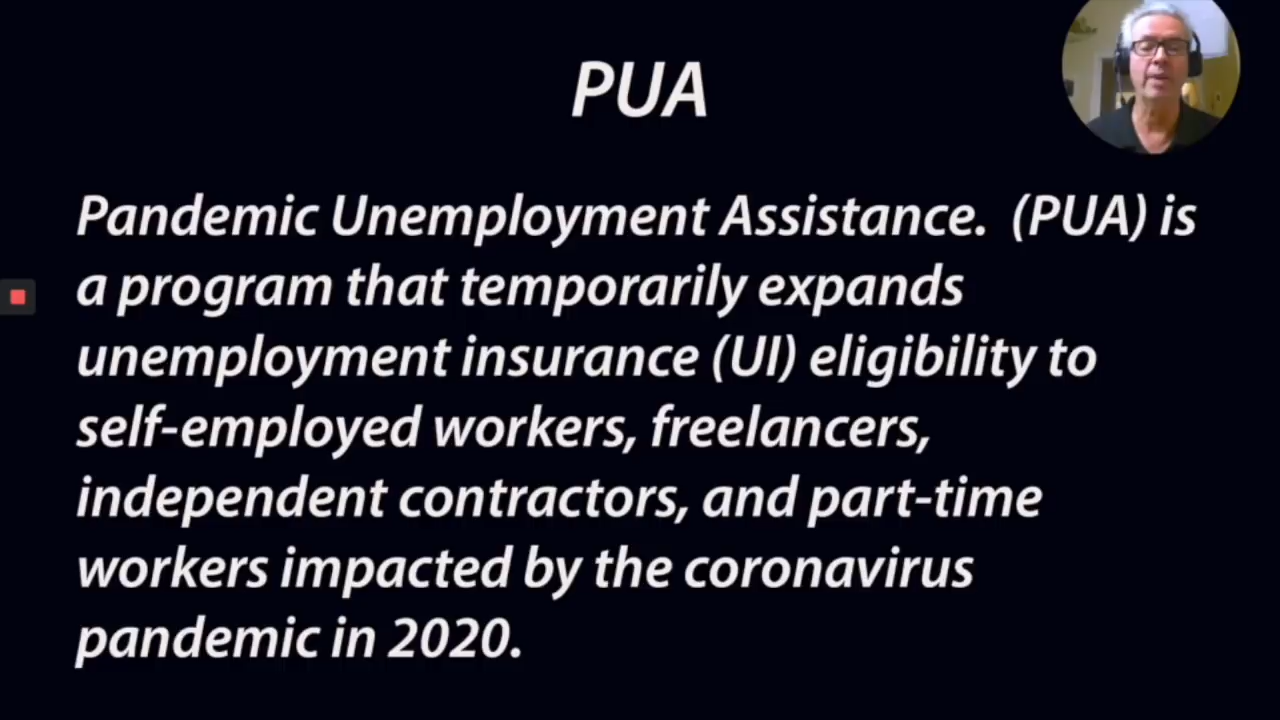 PUA
Pandemic Unemployment Assistance.  (PUA) is
a program that temporarily expands
unemployment insurance (UI) eligibility to
self-employed workers, freelancers,
independent contractors, and part-time
workers impacted by the coronavirus
pandemic in 2020.